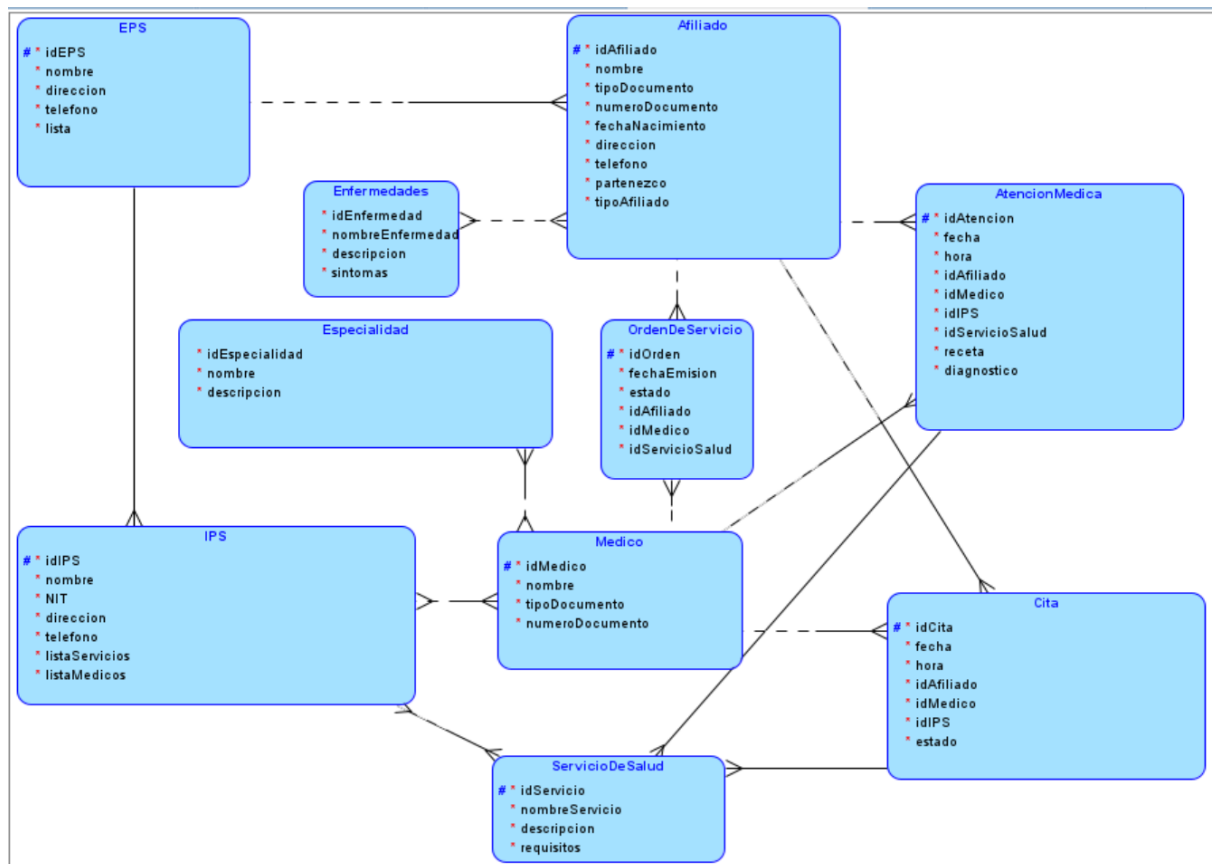 EPS
# * idEPS
* nombre
* direccion
* telefono
* lista
Afiliado
# * idAfiliado
* nombre
* tipoDocumento
* numeroDocumento
* fechaNacimiento
* direccion
* telefono
* partenezco
* tipoAfiliado
Enfermedades
* idEnfermedad
* nombreEnfermedad
* descripcion
* sintomas
AtencionMedica
# * idAtencion
* fecha
* hora
* idAfiliado
* idMedico
* idIPS
* idServicioSalud
* receta
* diagnostico
Especialidad
* idEspecialidad
* nombre
* descripcion
OrdenDeServicio
# * idOrden
* fechaEmision
* estado
* idAfiliado
* idMedico
* idServicioSalud
IPS
# * idIPS
* nombre
* NIT
* direccion
* telefono
* listaServicios
* listaMedicos
Medico
# * idMedico
* nombre
* tipoDocumento
* numeroDocumento
Cita
# * idCita
* fecha
* hora
* idAfiliado
* idMedico
* idIPS
* estado
ServicioDeSalud
# * idServicio
* nombreServicio
* descripcion
* requisitos